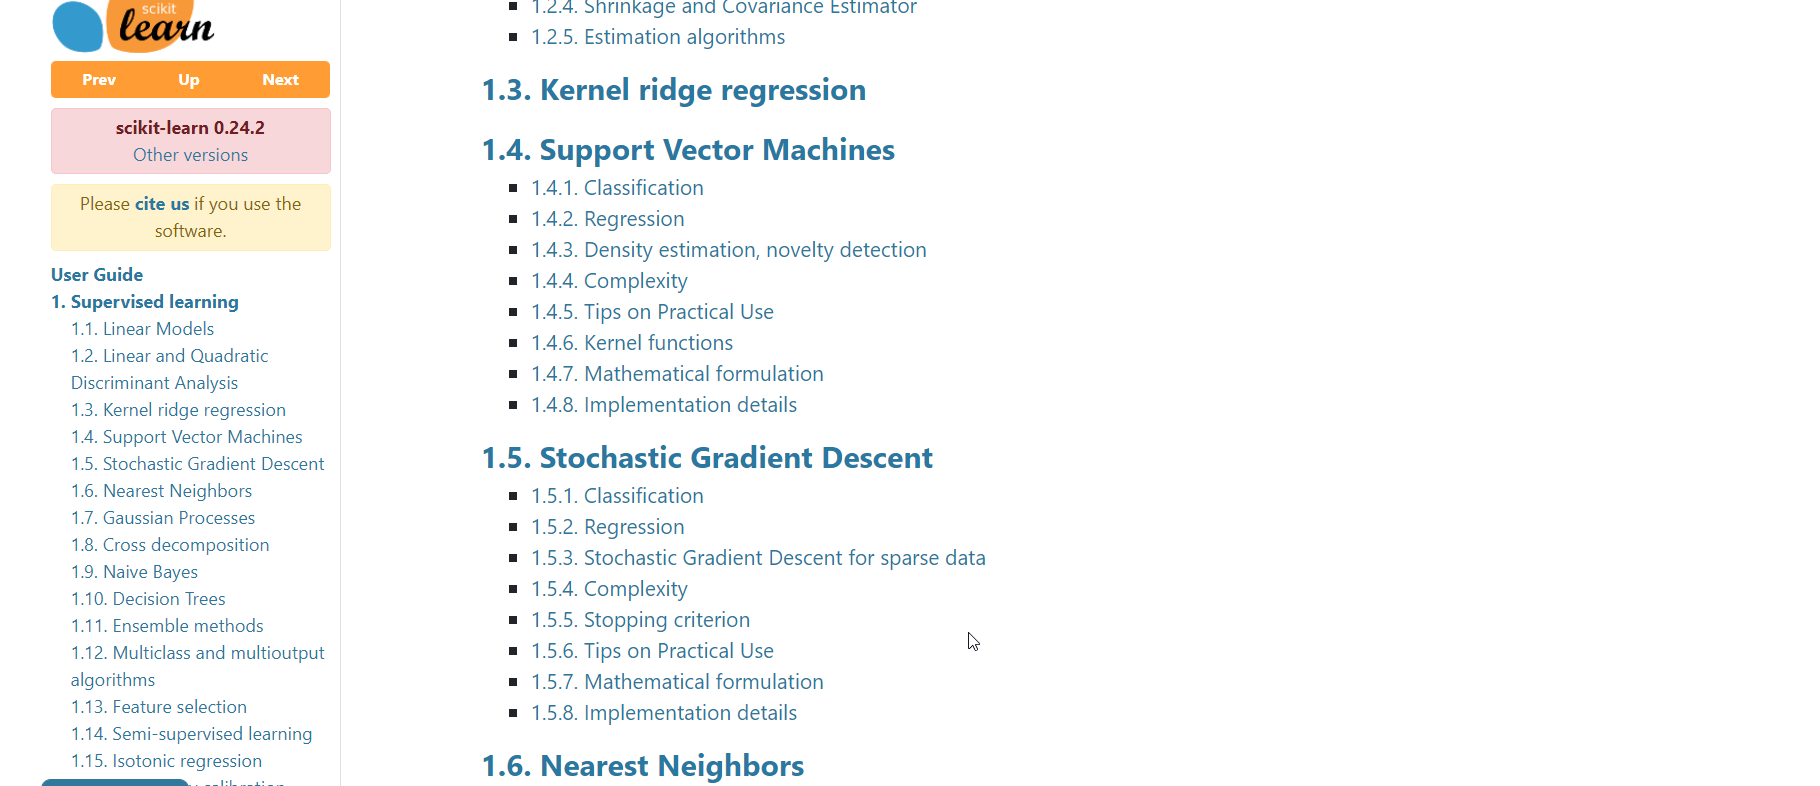 scikit
learn
Prev Up Next
scikit-learn 0.24.2
Other versions
Please cite us if you use the
software.
User Guide
1. Supervised learning
1.1. Linear Models
1.2. Linear and Quadratic
Discriminant Analysis
1.3. Kernel ridge regression
1.4. Support Vector Machines
1.5. Stochastic Gradient Descent
1.6. Nearest Neighbors
1.7. Gaussian Processes
1.8. Cross decomposition
1.9. Naive Bayes
1.10. Decision Trees
1.11. Ensemble methods
1.12. Multiclass and multioutput
algorithms
1.13. Feature selection
1.14. Semi-supervised learning
1.15. Isotonic regression
calibration
1.2.4. Shrinkage and Covariance Estimator
1.2.5. Estimation algorithms
1.3. Kernel ridge regression
1.4. Support Vector Machines
1.4.1. Classification
1.4.2. Regression
1.4.3. Density estimation, novelty detection
1.4.4. Complexity
1.4.5. Tips on Practical Use
1.4.6. Kernel functions
1.4.7. Mathematical formulation
1.4.8. Implementation details
1.5. Stochastic Gradient Descent
1.5.1. Classification
1.5.2. Regression
1.5.3. Stochastic Gradient Descent for sparse data
1.5.4. Complexity
1.5.5. Stopping criterion
1.5.6. Tips on Practical Use
1.5.7. Mathematical formulation
1.5.8. Implementation details
1.6. Nearest Neighbors